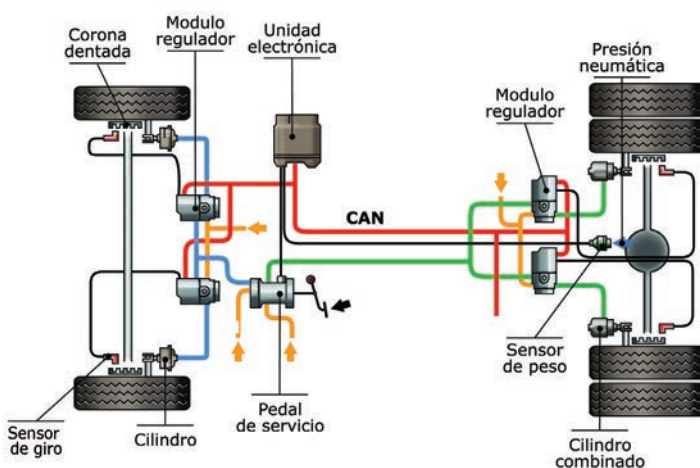 Corona
dentada
Modulo
regulador
Unidad
electrónica
Presión
neumática
Modulo
regulador
CAN
Sensor
de giro
Cilindro
Pedal
de servicio
Sensor
de peso
Cilindro
combinado